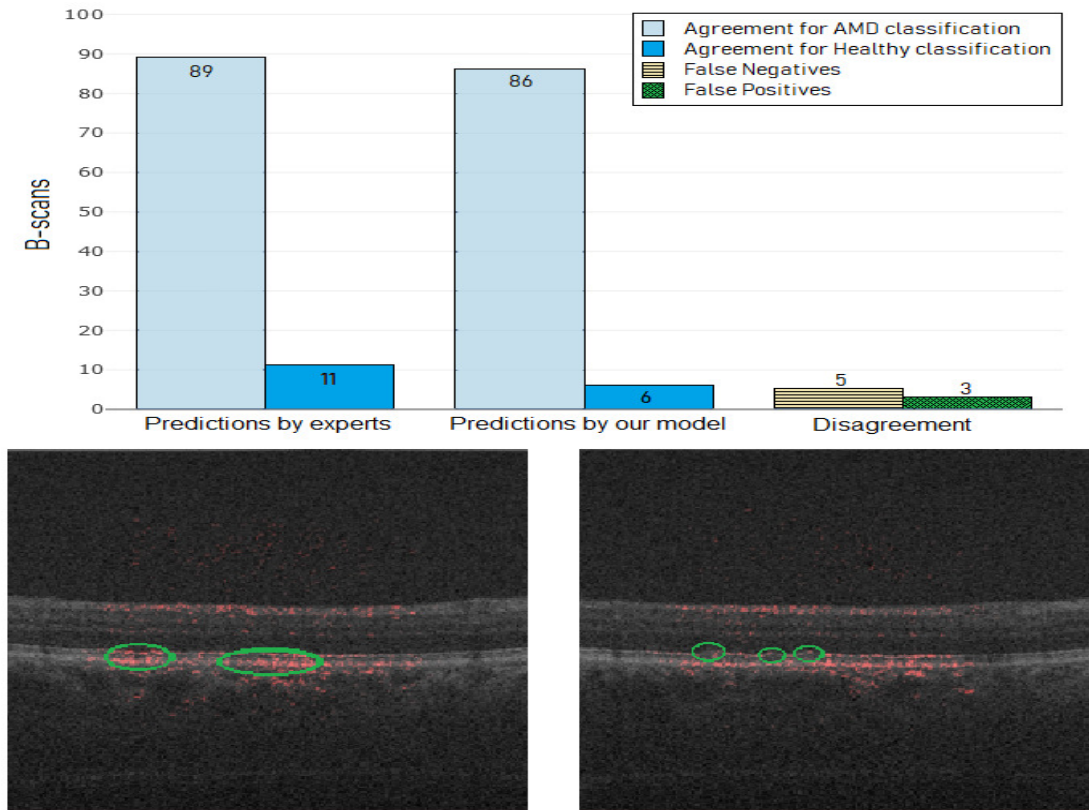 100
90
80
70
60
50
40
30
20
10
0
B-scans
Agreement for AMD classification
Agreement for Healthy classification
False Negatives
False Positives
89
11
86
6
5
3
Predictions by experts
Predictions by our model
Disagreement